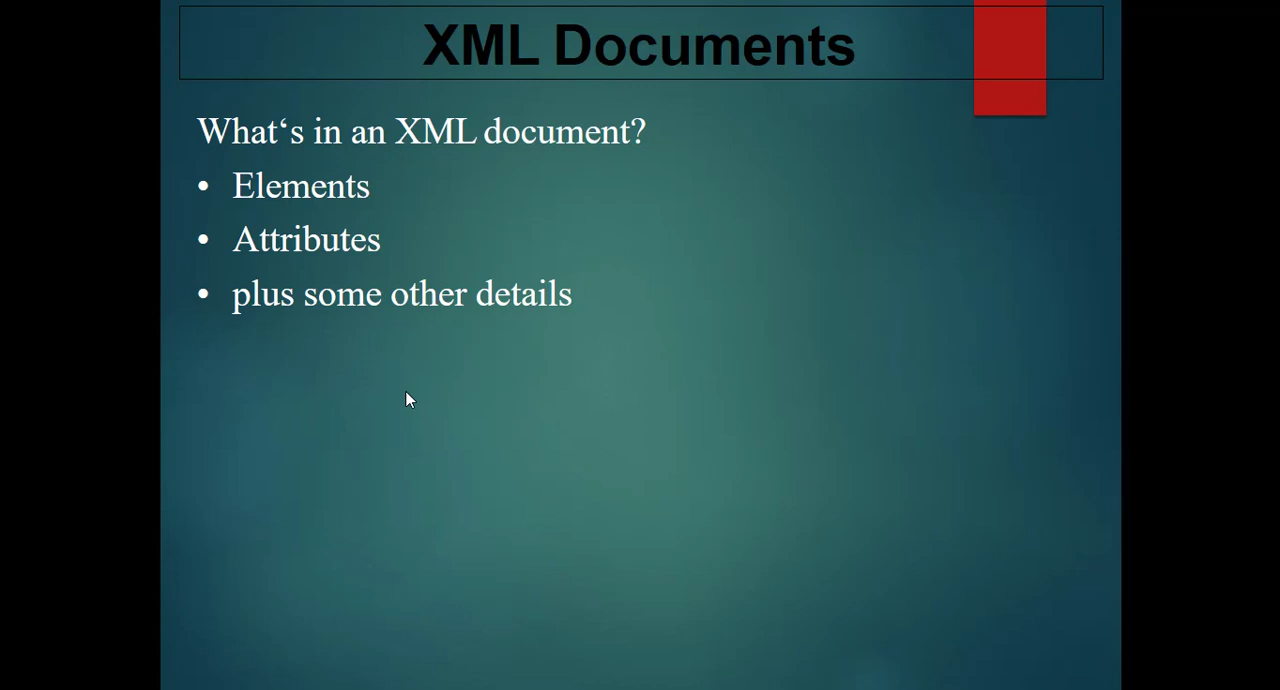 XML Documents
What‘s in an XML document?
• Elements
• Attributes
• plus some other details